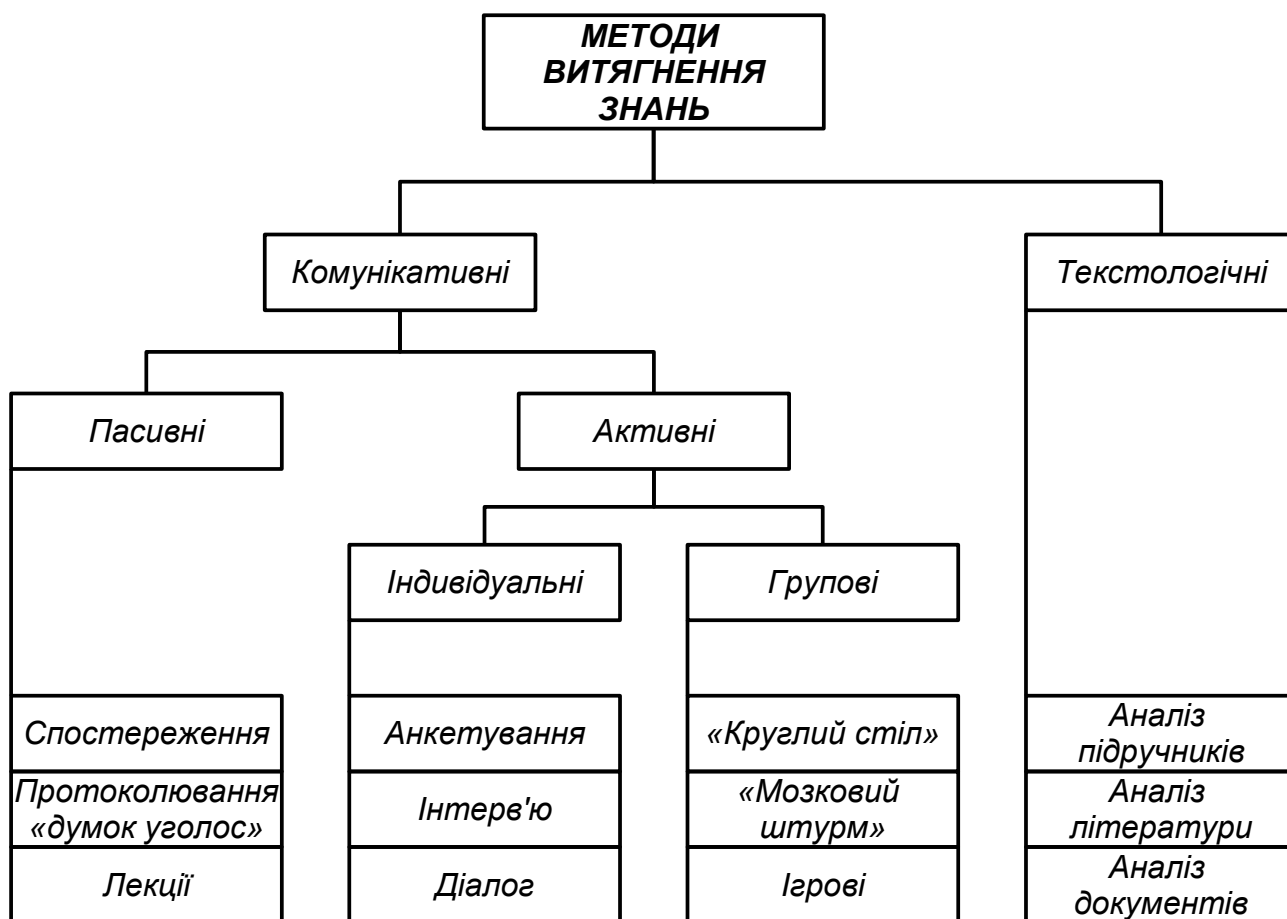 МЕТОДИ
ВИТЯГНЕННЯ
ЗНАНЬ
Комунікативні
Текстологічні
Пасивні
Активні
Індивідуальні
Групові
Спостереження
Анкетування
«Круглий стіл»
Аналіз
підручників
Протоколювання
«думок уголос»
Інтерв'ю
«Мозковий
штурм»
Аналіз
літератури
Лекції
Діалог
Ігрові
Аналіз
документів